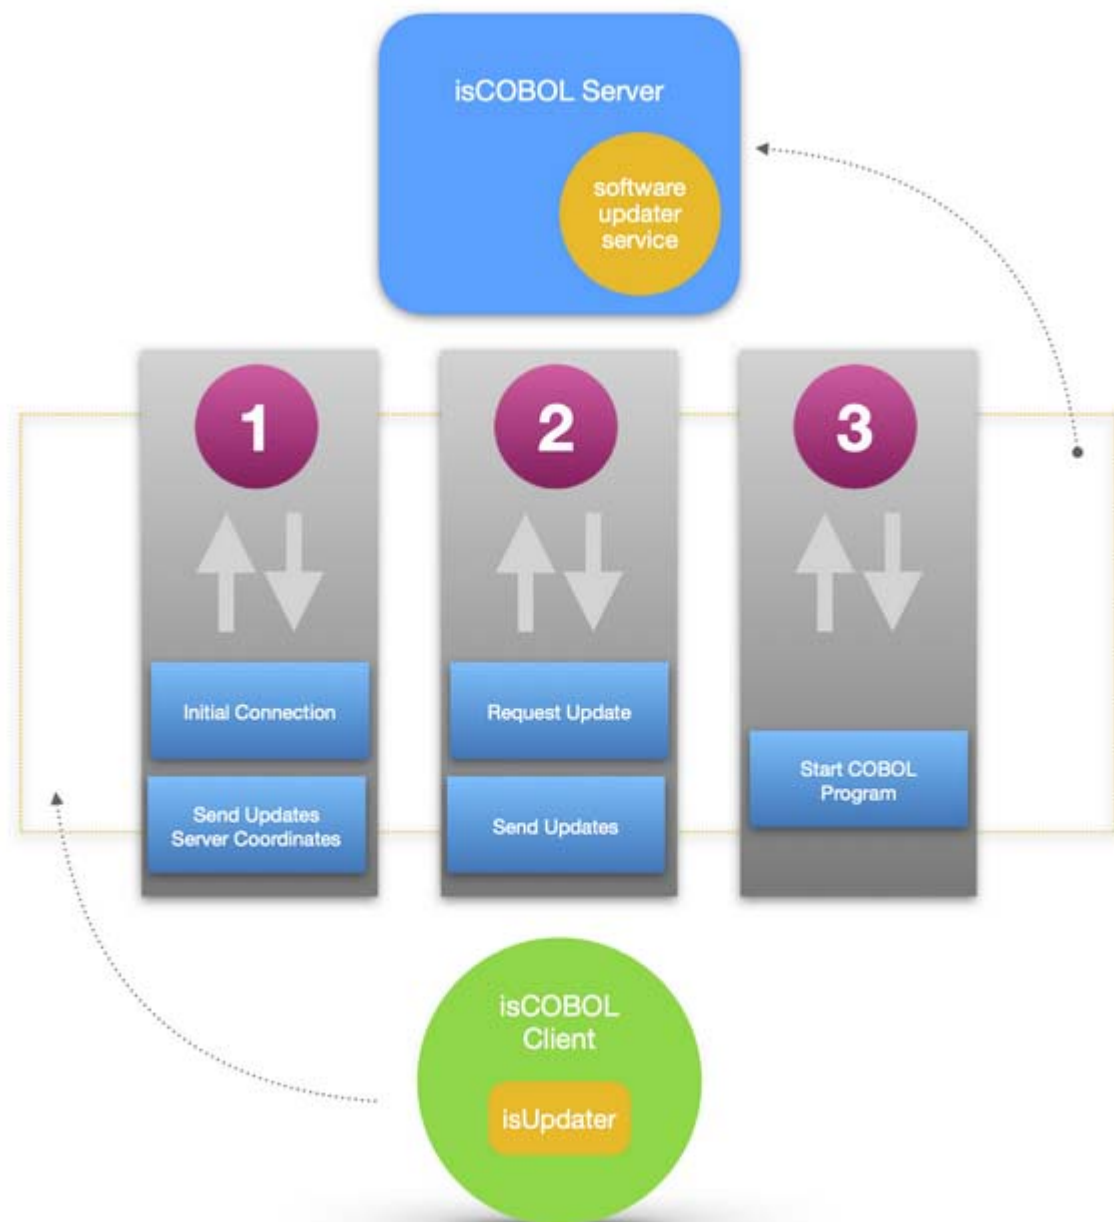 isCOBOL Server
software
updater
service
1
2
3
Initial Connection
Send Updates
Server Coordinates
Request Update
Send Updates
Start COBOL
Program
isCOBOL
Client
isUpdater